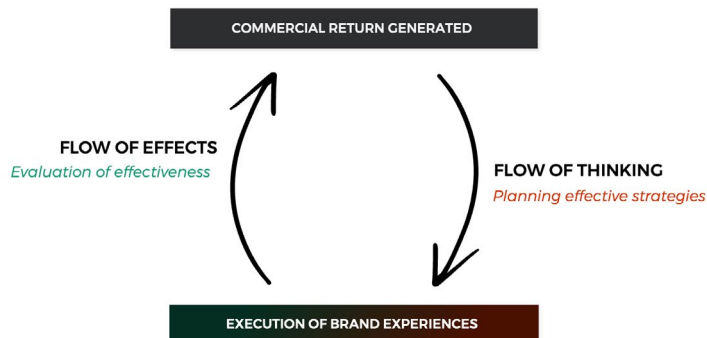 COMMERCIAL RETURN GENERATED
FLOW OF EFFECTS
Evaluation of effectiveness
FLOW OF THINKING
Planning effective strategies
EXECUTION OF BRAND EXPERIENCES